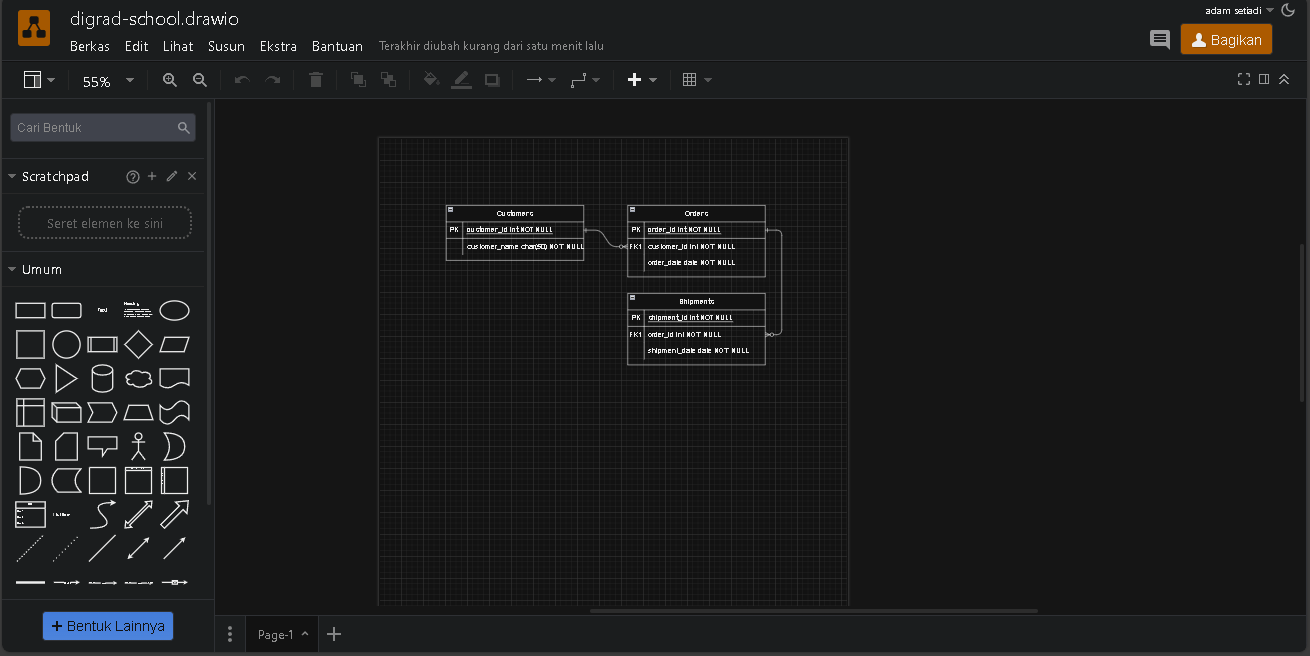 digrad-school.drawio
adam setiadi
Berkas Edit Lihat Susun Ekstra Bantuan Terakhir diubah kurang dari satu menit lalu
Bagikan
55%
Cari Bentuk
Scratchpad
Seret elemen ke sini
Umum
Text
Heading
Customers
PK customer_id int NOT NULL
customer_name char(50) NOT NULL
Orders
PK order_id int NOT NULL
FK1 customer_id int NOT NULL
order_date date NOT NULL
Shipments
PK shipment_id int NOT NULL
FK1 order_id int NOT NULL
shipment_date date NOT NULL
+ Bentuk Lainnya
Page-1